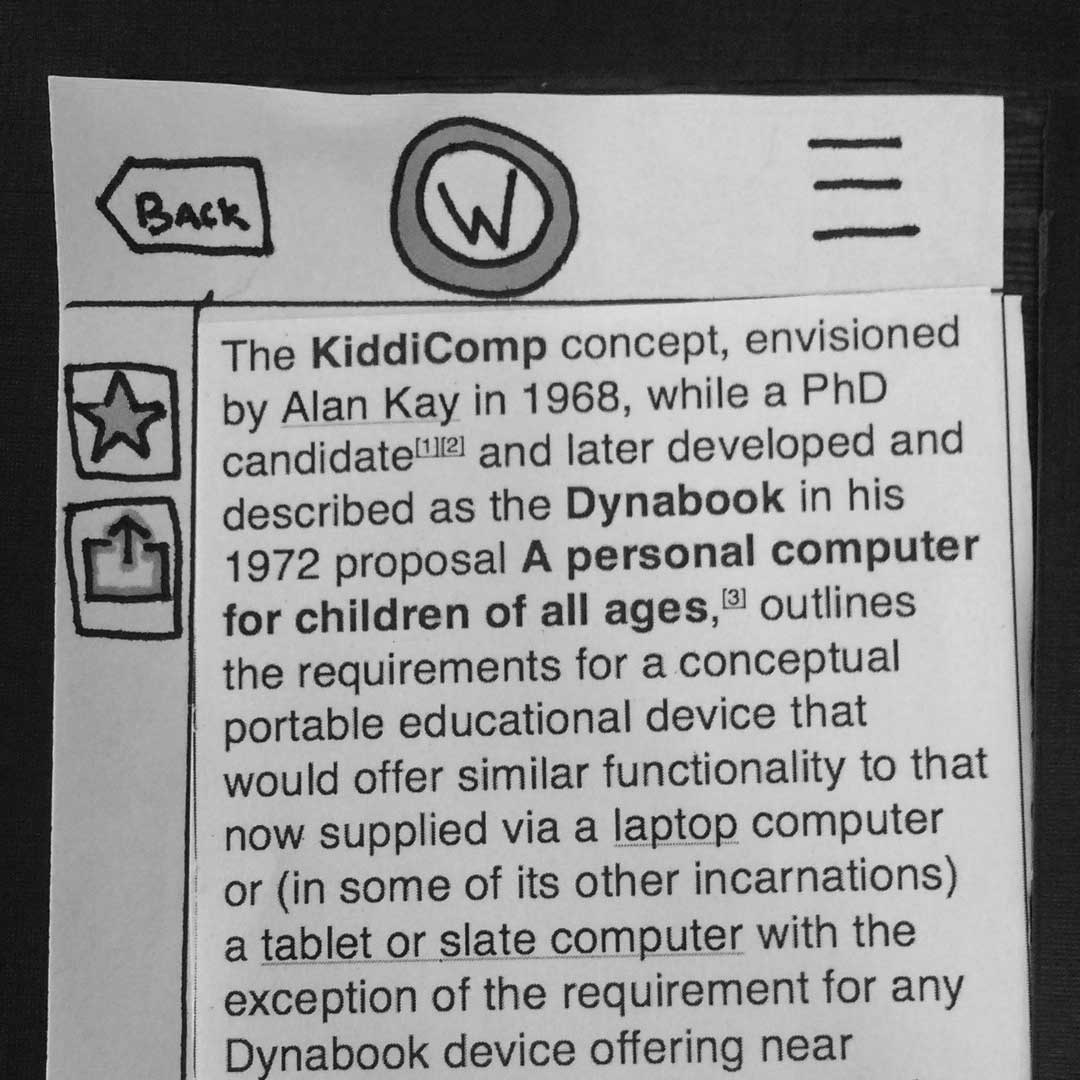 BACK
W
The KiddiComp concept, envisioned
by Alan Kay in 1968, while a PhD
candidate[1][2] and later developed and
described as the Dynabook in his
1972 proposal A personal computer
for children of all ages,[3] outlines
the requirements for a conceptual
portable educational device that
would offer similar functionality to that
now supplied via a laptop computer
or (in some of its other incarnations)
a tablet or slate computer with the
exception of the requirement for any
Dynabook device offering near